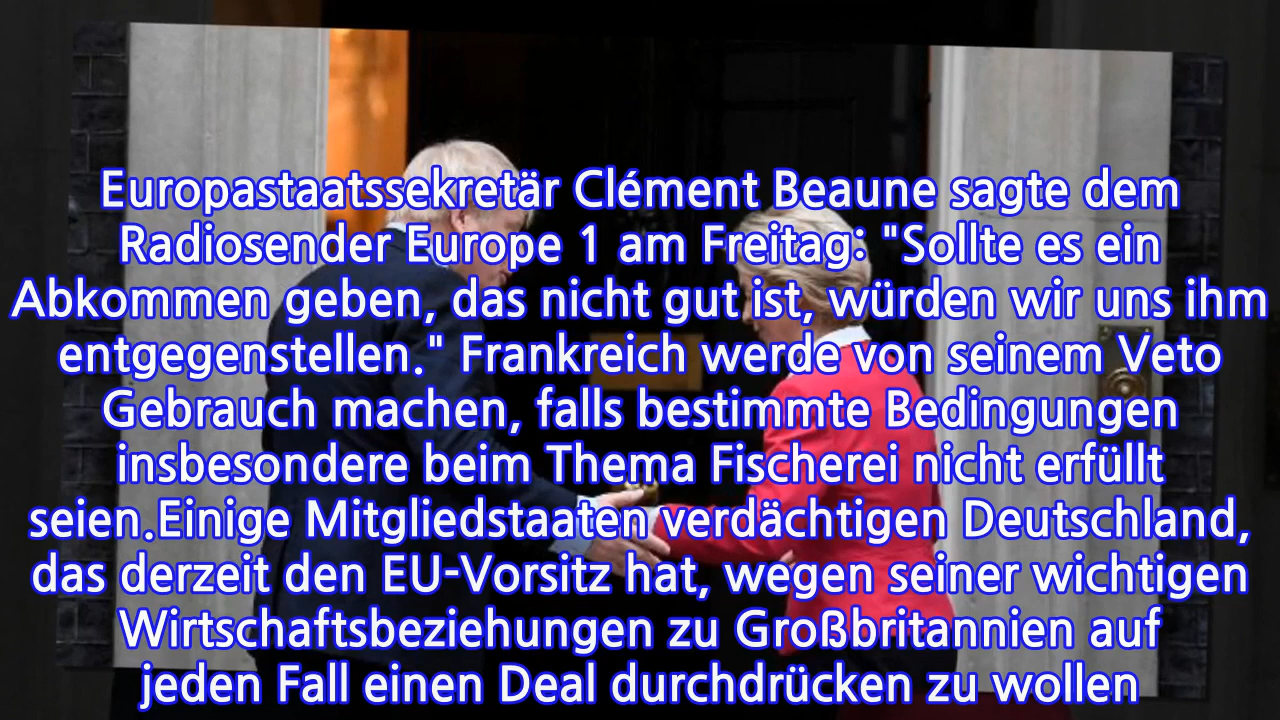 Europastaatssekretär Clément Beaune sagte dem
Radiosender Europe 1 am Freitag: "Sollte es ein
Abkommen geben, das nicht gut ist, würden wir uns ihm
entgegenstellen." Frankreich werde von seinem Veto
Gebrauch machen, falls bestimmte Bedingungen
insbesondere beim Thema Fischerei nicht erfüllt
seien.Einige Mitgliedstaaten verdächtigen Deutschland,
das derzeit den EU-Vorsitz hat, wegen seiner wichtigen
Wirtschaftsbeziehungen zu Großbritannien auf
jeden Fall einen Deal durchdrücken zu wollen